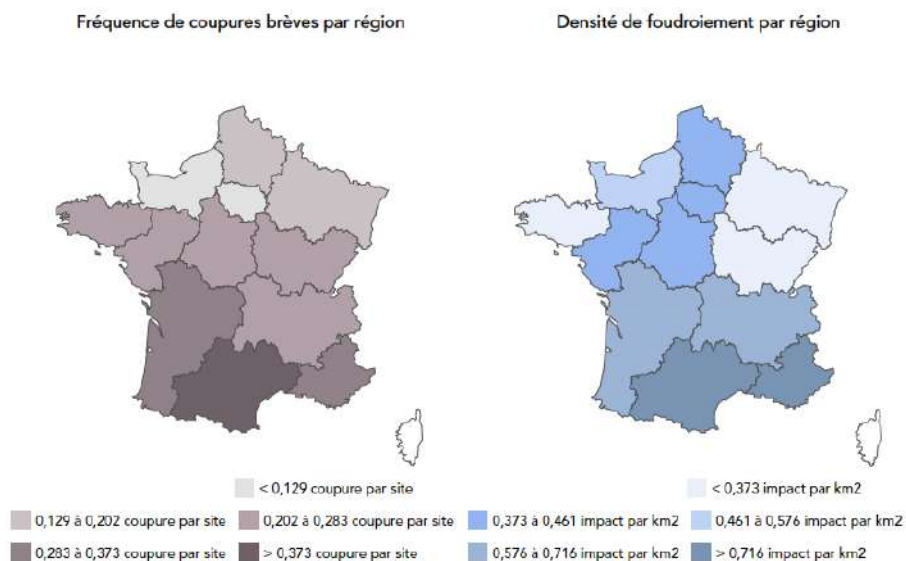 Fréquence de coupures brèves par région
Densité de foudroiement par région
< 0,129 coupure par site
0,129 à 0,202 coupure par site
0,202 à 0,283 coupure par site
0,283 à 0,373 coupure par site
> 0,373 coupure par site
< 0,373 impact par km2
0,373 à 0,461 impact par km2
0,461 à 0,576 impact par km2
0,576 à 0,716 impact par km2
> 0,716 impact par km2